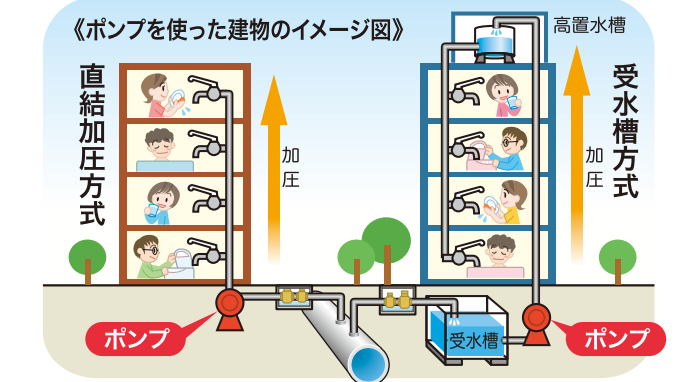 《ポンプを使った建物のイメージ図》
直結加圧方式
加圧
ポンプ
高置水槽
受水槽方式
加圧
受水槽
ポンプ